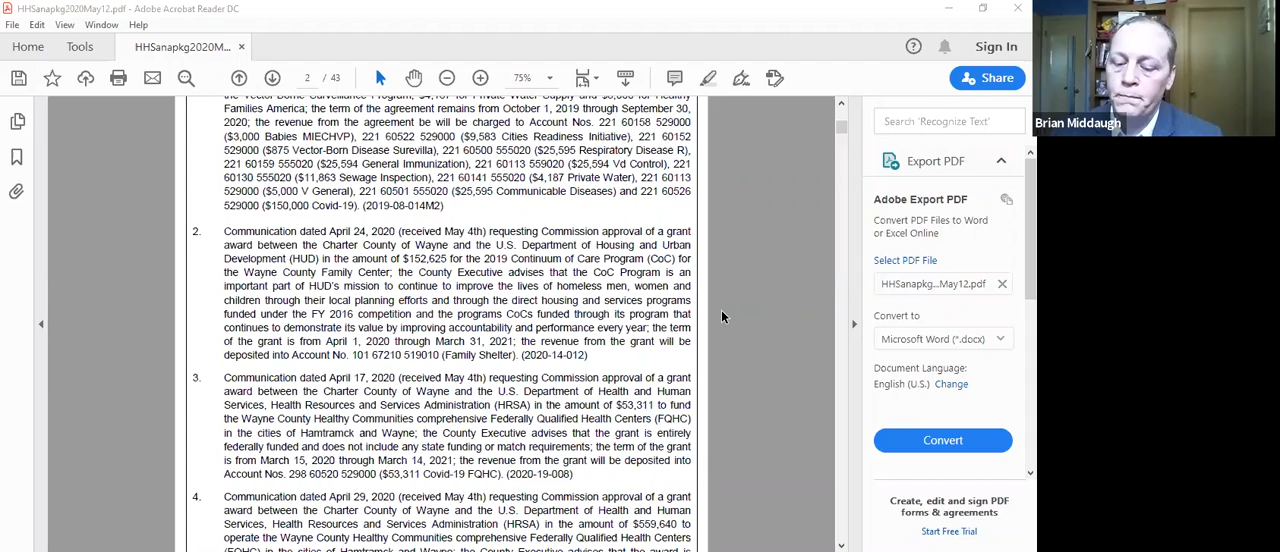 HHSanapkg2020May12.pdf - Adobe Acrobat Reader DC
File Edit View Window Help
Home Tools HHSanapkg2020M... × Sign In
2 / 43 75% Share
Families America; the term of the agreement remains from October 1, 2019 through September 30,
2020; the revenue from the agreement will be charged to Account Nos. 221 60158 529000
($3,000 Babies MIECHVP), 221 60152 529000 ($9,583 Cities Readiness Initiative), 221 60152
529000 ($875 Vector-Born Disease Surveilla), 221 60500 555020 ($25,595 Respiratory Disease R),
221 60159 555020 ($25,594 General Immunization), 221 60113 559020 ($25,594 Vd Control), 221
60130 555020 ($11,863 Sewage Inspection), 221 60141 555020 ($4,187 Private Water), 221 60113
529000 ($5,000 V General), 221 60501 555020 ($25,595 Communicable Diseases) and 221 60526
529000 ($150,000 Covid-19). (2019-08-014M2)
2. Communication dated April 24, 2020 (received May 4th) requesting Commission approval of a grant
award between the Charter County of Wayne and the U.S. Department of Housing and Urban
Development (HUD) in the amount of $152,625 for the 2019 Continuum of Care Program (CoC) for
the Wayne County Family Center; the County Executive advises that the CoC Program is an
important part of HUD's mission to continue to improve the lives of homeless men, women and
children through their local planning efforts and through the direct housing and services programs
funded under the FY 2016 competition and the programs CoCs funded through its program that
continues to demonstrate its value by improving accountability and performance every year; the term
of the grant is from April 1, 2020 through March 31, 2021; the revenue from the grant will be
deposited into Account No. 101 67210 519010 (Family Shelter). (2020-14-012)
3. Communication dated April 17, 2020 (received May 4th) requesting Commission approval of a grant
award between the Charter County of Wayne and the U.S. Department of Health and Human
Services, Health Resources and Services Administration (HRSA) in the amount of $53,311 to fund
the Wayne County Healthy Communities comprehensive Federally Qualified Health Centers (FQHC)
in the cities of Hamtramck and Wayne; the County Executive advises that the grant is entirely
federally funded and does not include any state funding or match requirements; the term of the grant
is from March 15, 2020 through March 14, 2021; the revenue from the grant will be deposited into
Account Nos. 298 60520 529000 ($53,311 Covid-19 FQHC). (2020-19-008)
4. Communication dated April 29, 2020 (received May 4th) requesting Commission approval of a grant
award between the Charter County of Wayne and the U.S. Department of Health and Human
Services, Health Resources and Services Administration (HRSA) in the amount of $559,640 to
operate the Wayne County Healthy Communities comprehensive Federally Qualified Health Centers
(FQHC) in the cities of Hamtramck and Wayne; the County Executive advises that the award is
Brian Middaugh
Search 'Recognize Text'
Export PDF
Adobe Export PDF
Convert PDF Files to Word
or Excel Online
Select PDF File
HHSanapkg...May12.pdf
Convert to
Microsoft Word (*.docx)
Document Language:
English (U.S.) Change
Convert
Create, edit and sign PDF
forms & agreements
Start Free Trial